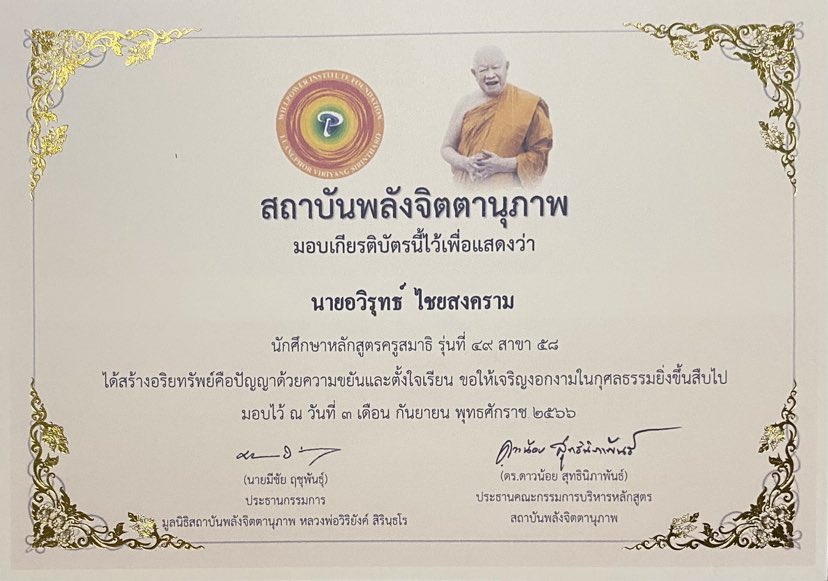 WILLPOWER INSTITUTE FOUNDATION
LUANGPHOR VIRIYANG SIRINTHARO
สถาบันพลังจิตตานุภาพ
มอบเกียรติบัตรนี้ไว้เพื่อแสดงว่า
นายอวิรุทธ์ ไชยสงคราม
นักศึกษาหลักสูตรครูสมาธิ รุ่นที่ ๔๙ สาขา ๕๘
ได้สร้างอริยทรัพย์คือปัญญาด้วยความขยันและตั้งใจเรียน ขอให้เจริญงอกงามในกุศลธรรมยิ่งขึ้นสืบไป
มอบไว้ ณ วันที่ ๓ เดือน กันยายน พุทธศักราช ๒๕๖๖
ดาวน้อย สุทธินิภาพันธ์
(นายมีชัย ฤชุพันธุ์)
(ดร.ดาวน้อย สุทธินิภาพันธ์)
ประธานกรรมการ
ประธานคณะกรรมการบริหารหลักสูตร
มูลนิธิสถาบันพลังจิตตานุภาพ หลวงพ่อวิริยังค์ สิรินฺธโร
สถาบันพลังจิตตานุภาพ